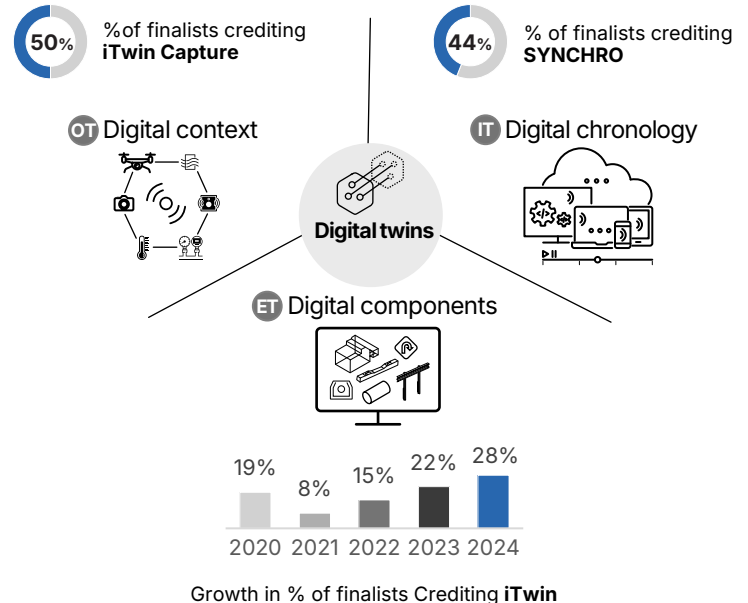 50%
%of finalists crediting
iTwin Capture
44%
% of finalists crediting
SYNCHRO
OT Digital context
IT Digital chronology
</>
</>
Digital twins
ET Digital components
19%
8%
15%
22%
28%
2020 2021 2022 2023 2024
Growth in % of finalists Crediting iTwin